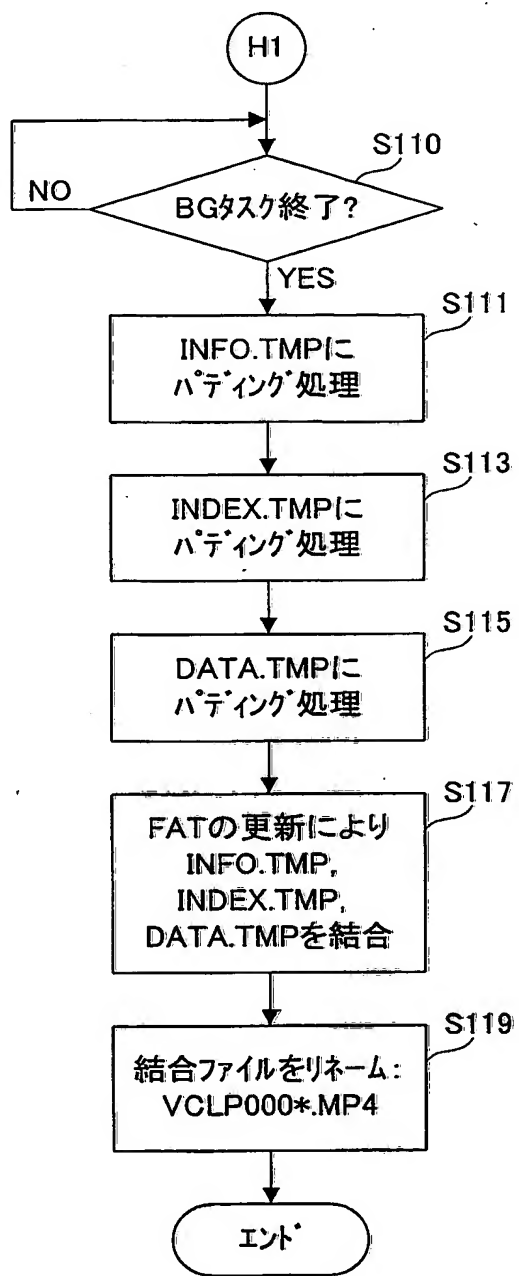 H1
S110
NO
BGタスク終了?
YES
S111
INFO.TMPに
パディング処理
S113
INDEX.TMPに
パディング処理
S115
DATA.TMPに
パディング処理
S117
FATの更新により
INFO.TMP,
INDEX.TMP,
DATA.TMPを結合
S119
結合ファイルをリネーム:
VCLP000*.MP4
エンド